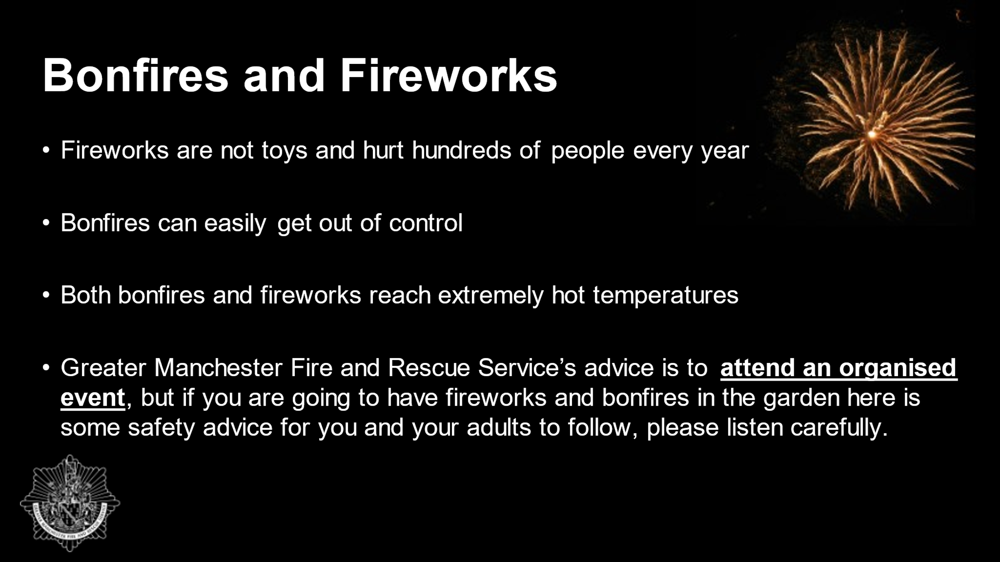 Bonfires and Fireworks
• Fireworks are not toys and hurt hundreds of people every year
• Bonfires can easily get out of control
• Both bonfires and fireworks reach extremely hot temperatures
• Greater Manchester Fire and Rescue Service’s advice is to attend an organised
event, but if you are going to have fireworks and bonfires in the garden here is
some safety advice for you and your adults to follow, please listen carefully.
GREATER MANCHESTER FIRE AND RESCUE SERVICE